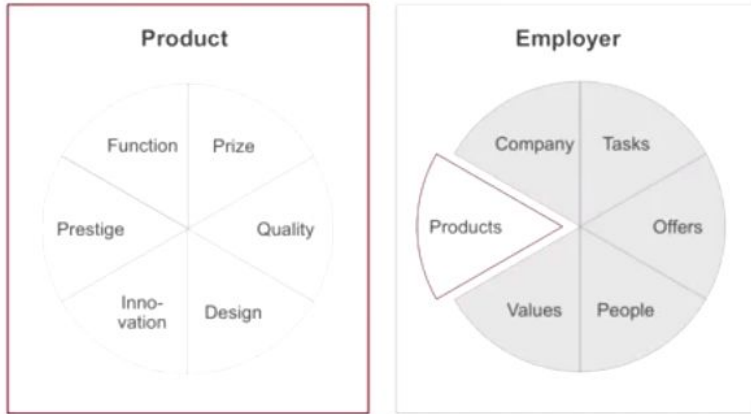 Product
Function
Prize
Prestige
Quality
Inno-
vation
Design
Employer
Company
Tasks
Products
Offers
Values
People